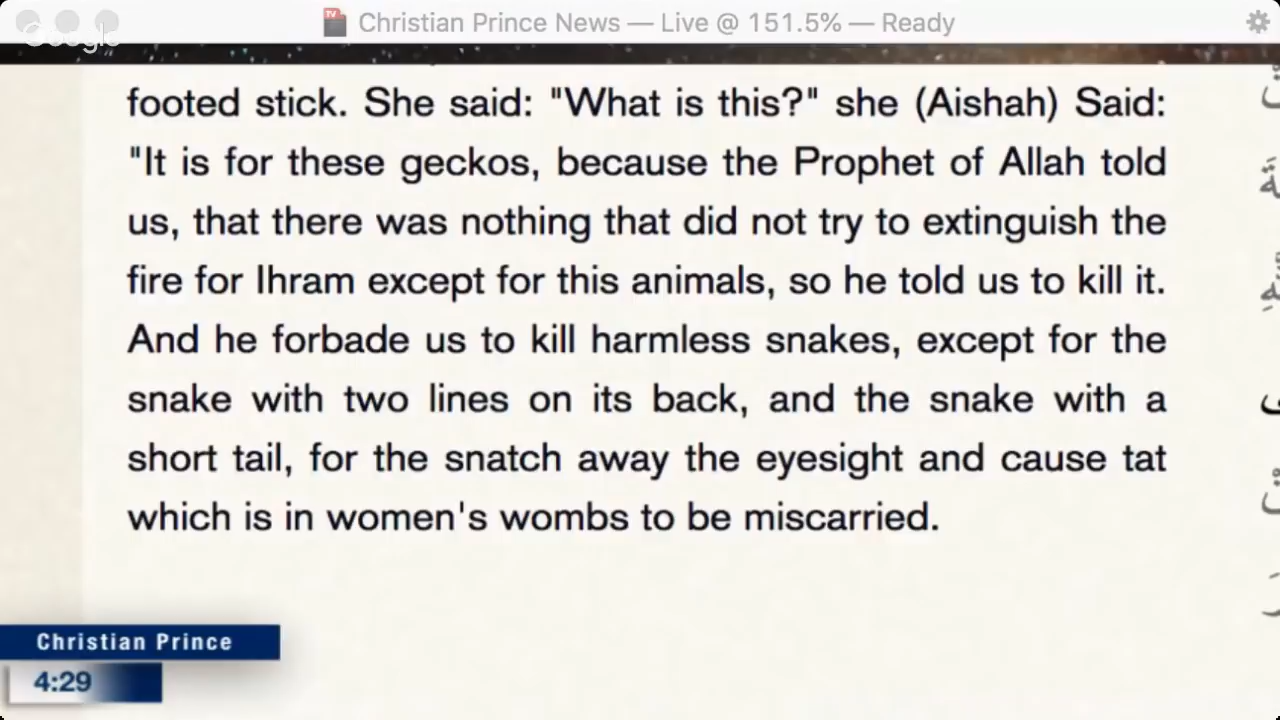 Christian Prince News — Live @ 151.5% — Ready
Google
footed stick. She said: "What is this?" she (Aishah) Said:
"It is for these geckos, because the Prophet of Allah told
us, that there was nothing that did not try to extinguish the
fire for Ihram except for this animals, so he told us to kill it.
And he forbade us to kill harmless snakes, except for the
snake with two lines on its back, and the snake with a
short tail, for the snatch away the eyesight and cause tat
which is in women's wombs to be miscarried.
Christian Prince
4:29